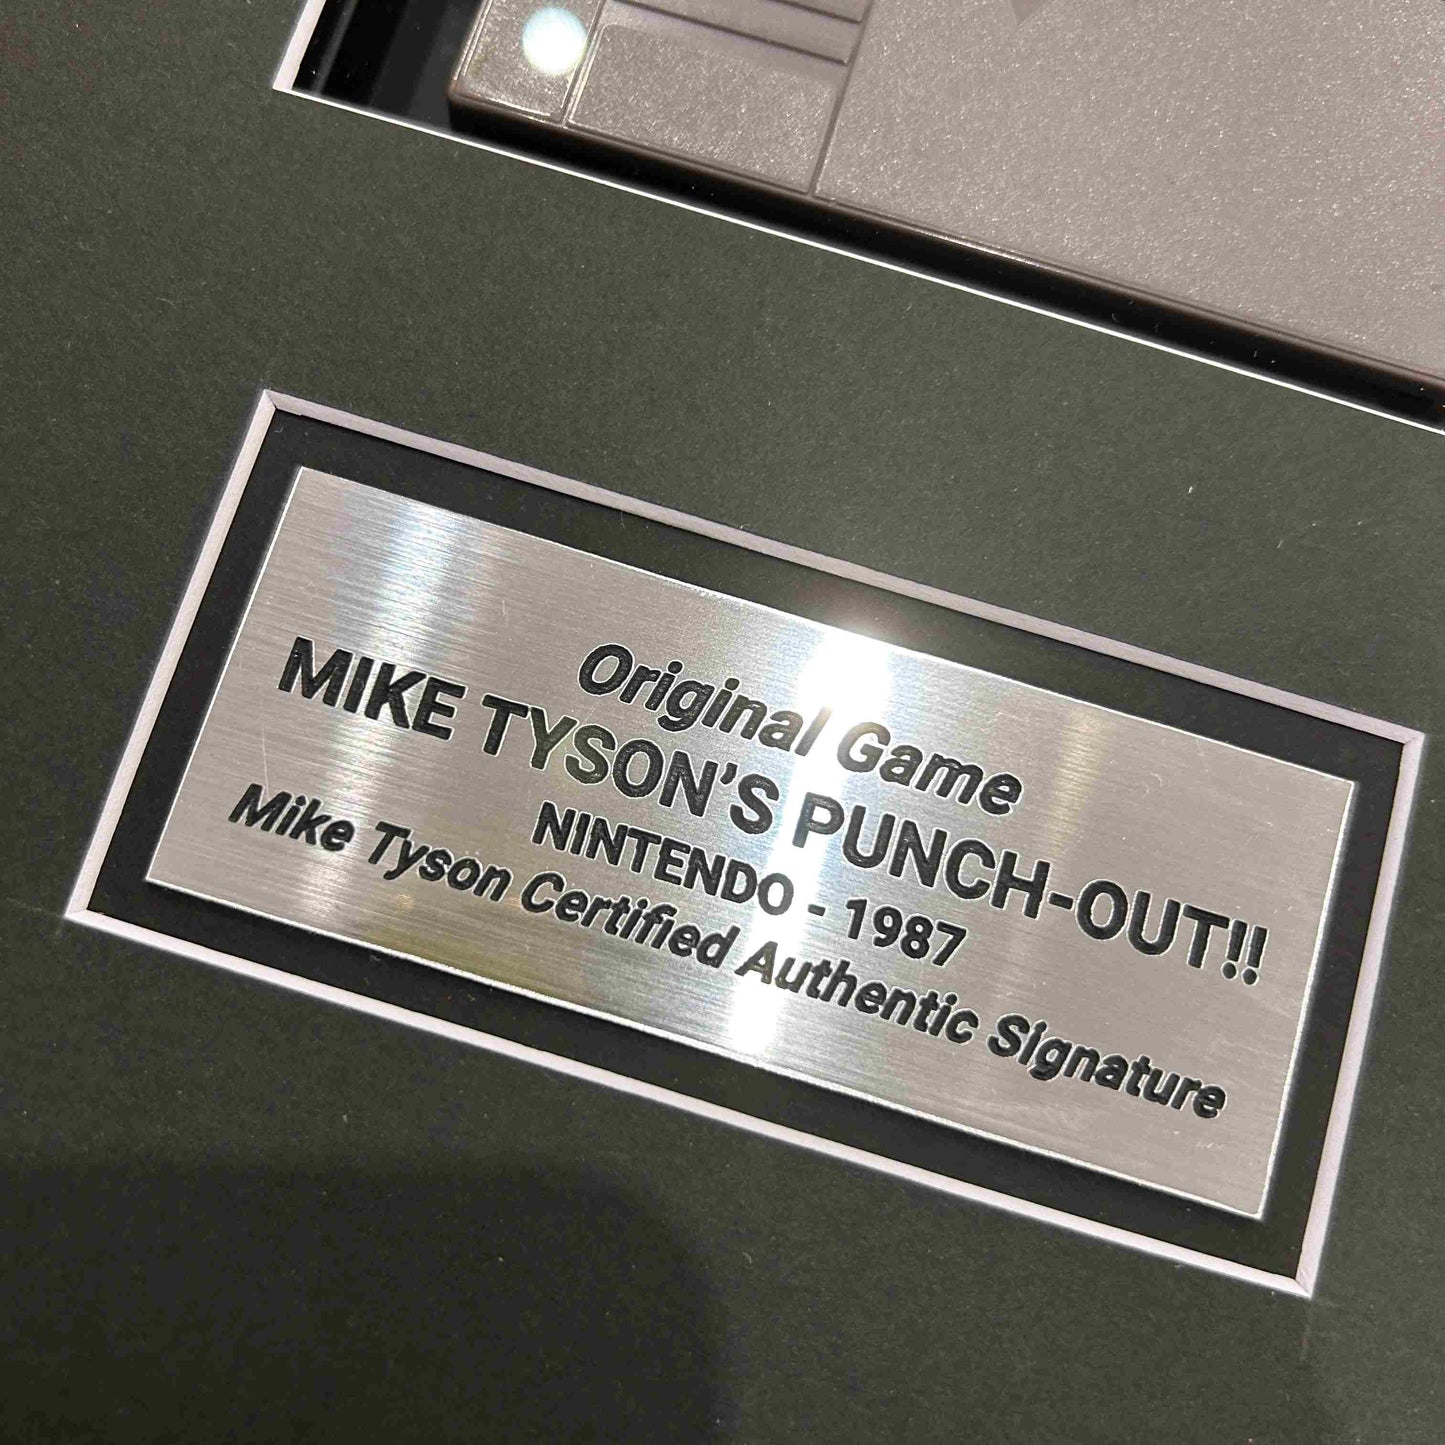 Original Game
MIKE TYSON'S PUNCH-OUT!!
NINTENDO - 1987
Mike Tyson Certified Authentic Signature